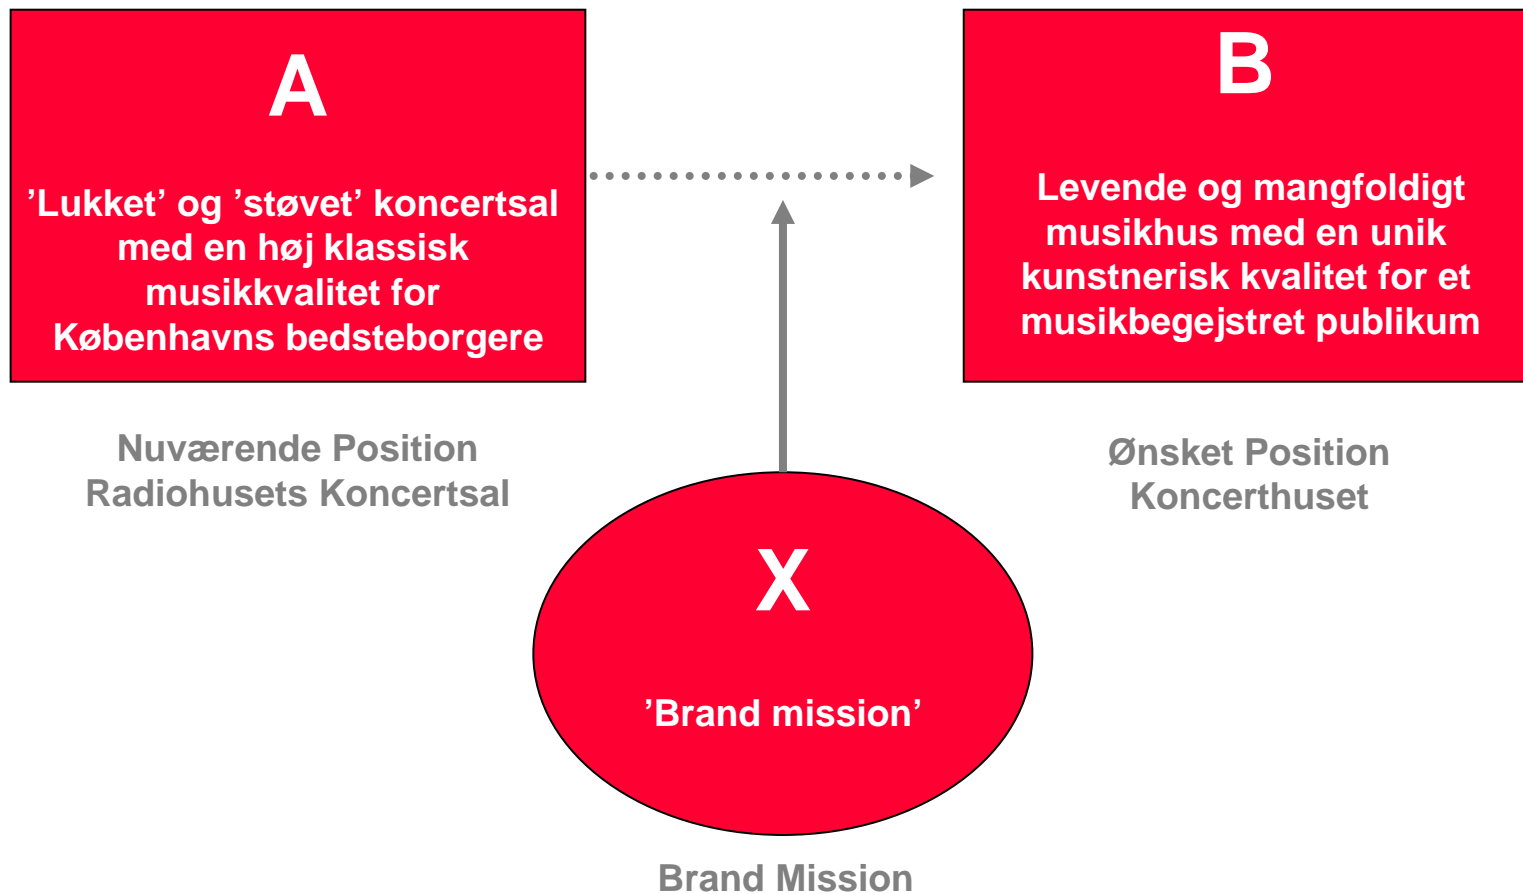 A
’Lukket’ og ’støvet’ koncertsal
med en høj klassisk
musikkvalitet for
Københavns bedsteborgere
Nuværende Position
Radiohusets Koncertsal
B
Levende og mangfoldigt
musikhus med en unik
kunstnerisk kvalitet for et
musikbegejstret publikum
Ønsket Position
Koncerthuset
X
’Brand mission’
Brand Mission